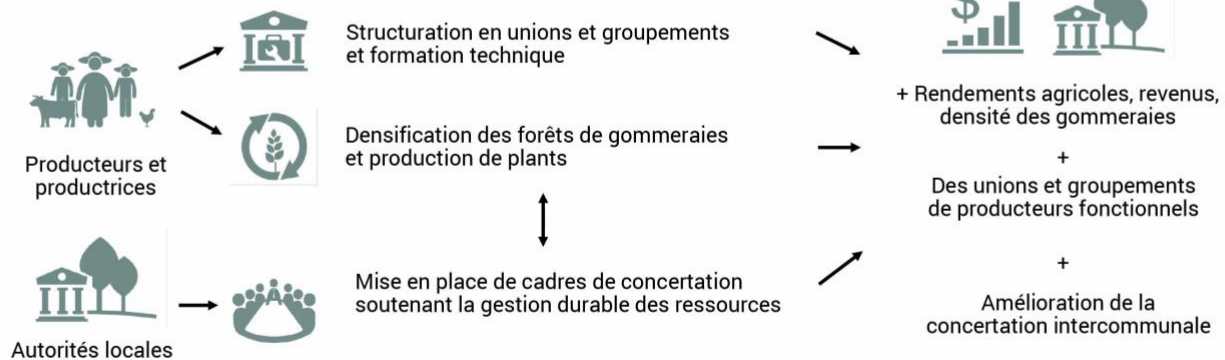 Structuration en unions et groupements
et formation technique
Densification des forêts de gommeraies
et production de plants
Producteurs et
productrices
Mise en place de cadres de concertation
soutenant la gestion durable des ressources
Autorités locales
$
+ Rendements agricoles, revenus,
densité des gommeraies
+
Des unions et groupements
de producteurs fonctionnels
+
Amélioration de la
concertation intercommunale